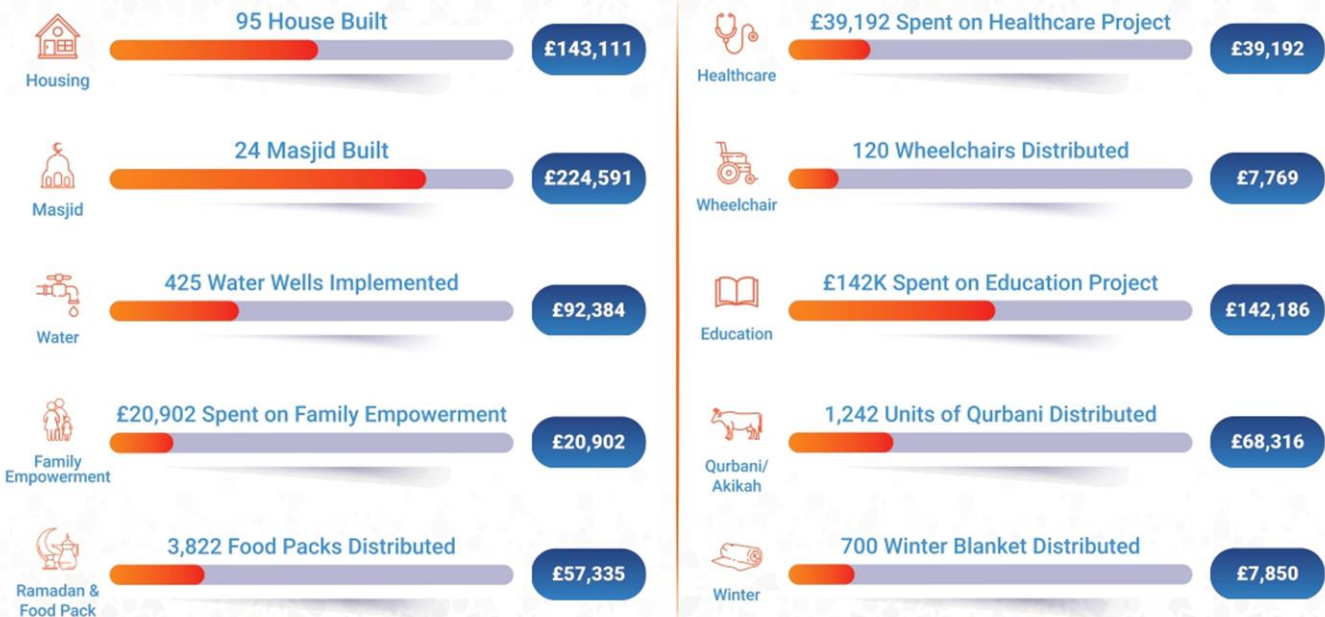 95 House Built
£143,111
Housing
24 Masjid Built
£224,591
Masjid
425 Water Wells Implemented
£92,384
Water
£20,902 Spent on Family Empowerment
£20,902
Family
Empowerment
3,822 Food Packs Distributed
£57,335
Ramadan &
Food Pack
£39,192 Spent on Healthcare Project
£39,192
Healthcare
120 Wheelchairs Distributed
£7,769
Wheelchair
£142K Spent on Education Project
£142,186
Education
1,242 Units of Qurbani Distributed
£68,316
Qurbani/
Akikah
700 Winter Blanket Distributed
£7,850
Winter